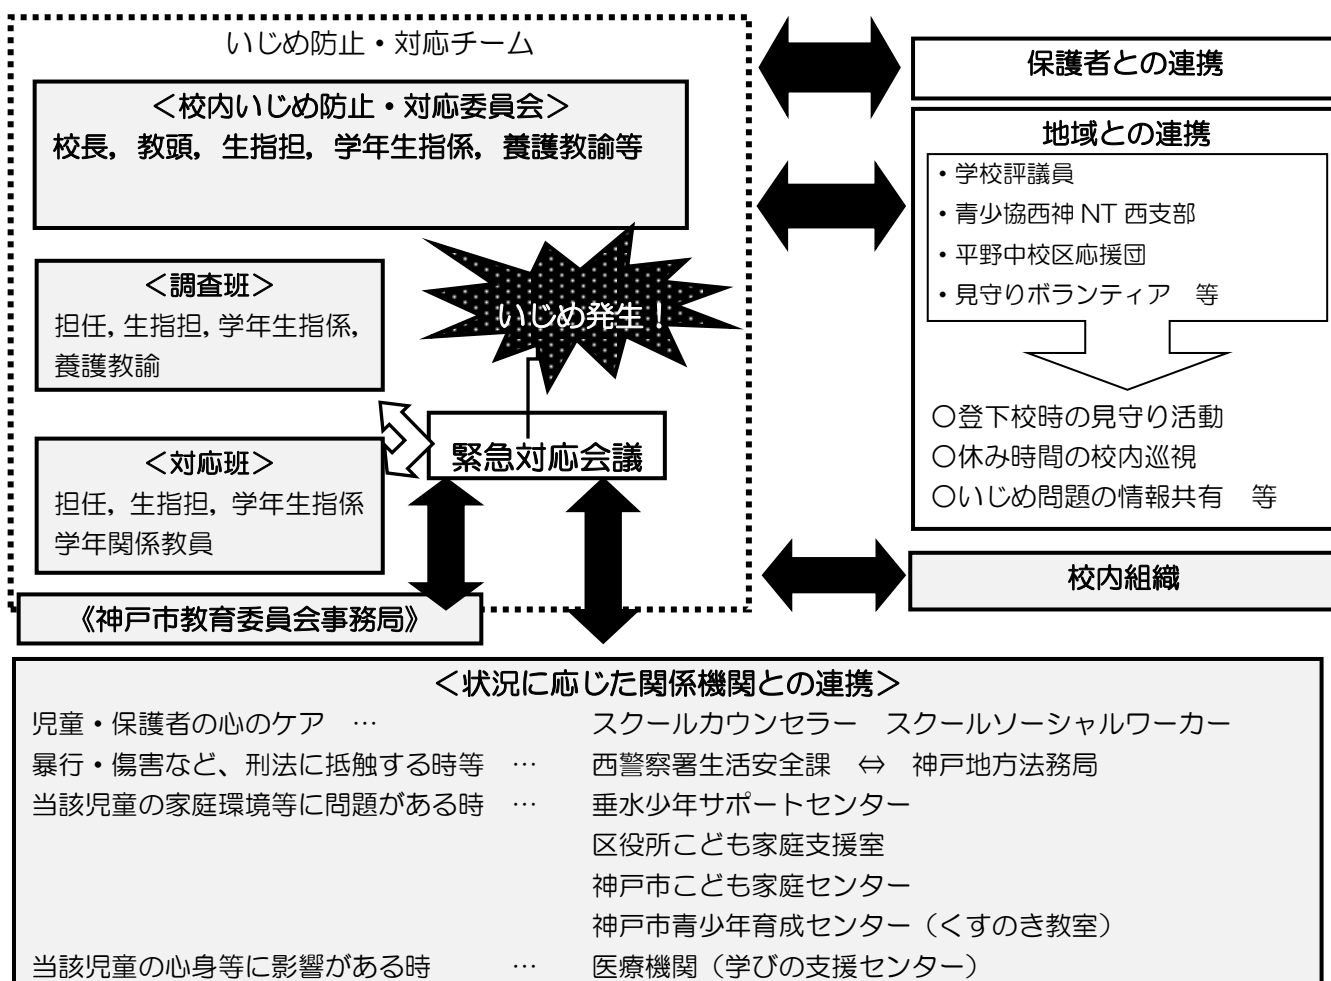 いじめ防止・対応チーム
＜校内いじめ防止・対応委員会＞
校長，教頭，生指担，学年生指係，養護教諭等
いじめ発生！
＜調査班＞
担任，生指担，学年生指係，
養護教諭
緊急対応会議
＜対応班＞
担任，生指担，学年生指係
学年関係教員
《神戸市教育委員会事務局》
保護者との連携
地域との連携
・学校評議員
・青少協西神 NT 西支部
・平野中校区応援団
・見守りボランティア　等
○登下校時の見守り活動
○休み時間の校内巡視
○いじめ問題の情報共有　等
校内組織
＜状況に応じた関係機関との連携＞
児童・保護者の心のケア　…　スクールカウンセラー　スクールソーシャルワーカー
暴行・傷害など、刑法に抵触する時等　…　西警察署生活安全課　⇔　神戸地方法務局
当該児童の家庭環境等に問題がある時　…　垂水少年サポートセンター
区役所こども家庭支援室
神戸市こども家庭センター
神戸市青少年育成センター（くすのき教室）
当該児童の心身等に影響がある時　…　医療機関（学びの支援センター）